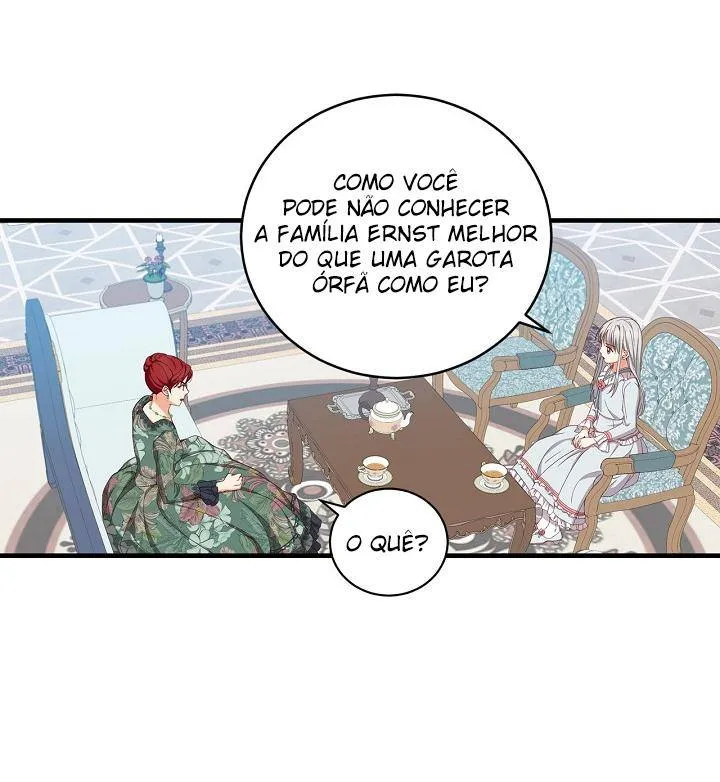 COMO VOCÊ
PODE NÃO CONHECER
A FAMÍLIA ERNST MELHOR
DO QUE UMA GAROTA
ÓRFÃ COMO EU?
O QUÊ?